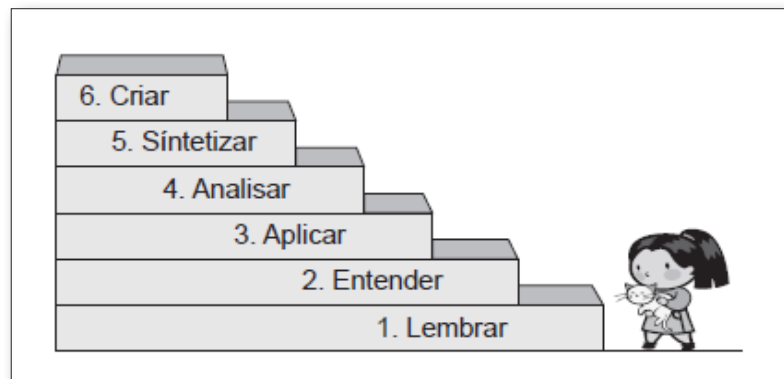 6. Criar
5. Síntetizar
4. Analisar
3. Aplicar
2. Entender
1. Lembrar